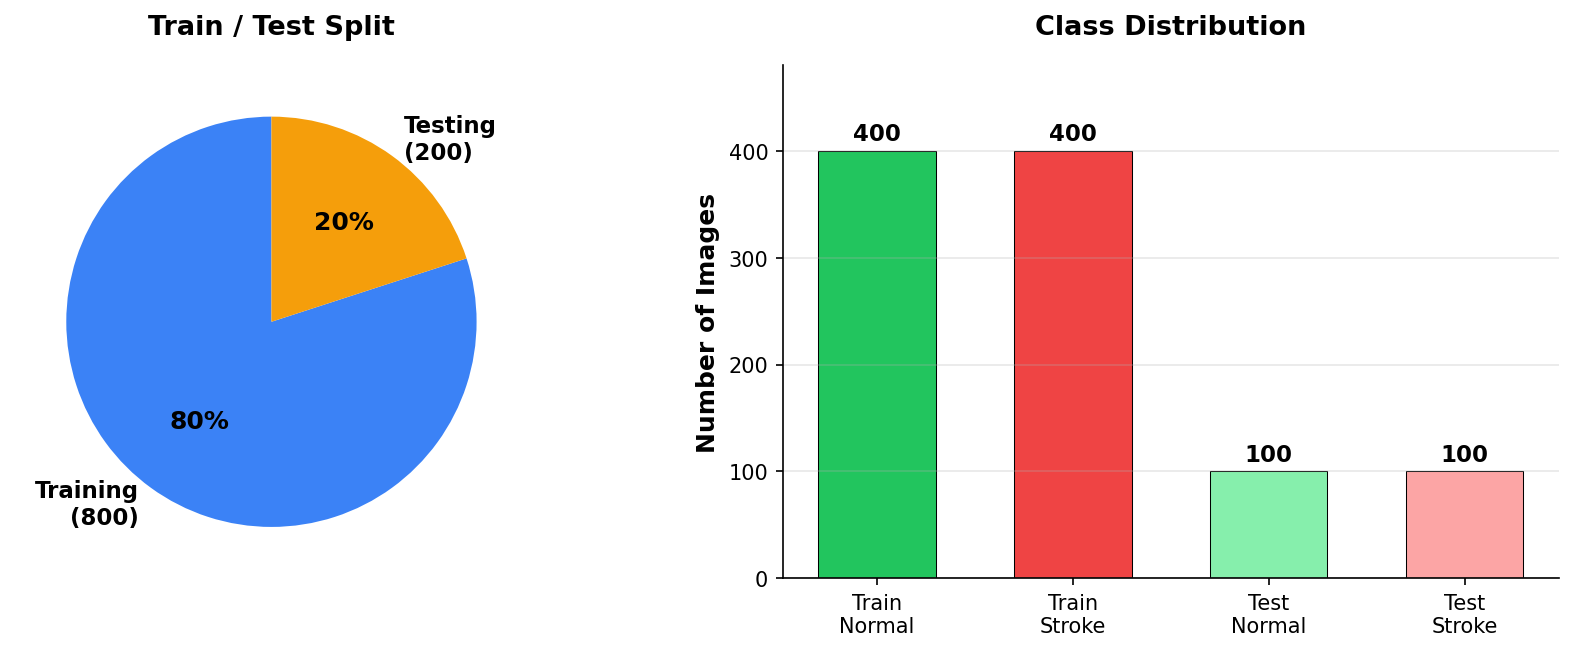 Train / Test Split
Testing
(200)
20%
80%
Training
(800)
Class Distribution
Number of Images
400
300
200
100
0
400
400
100
100
Train
Normal
Train
Stroke
Test
Normal
Test
Stroke